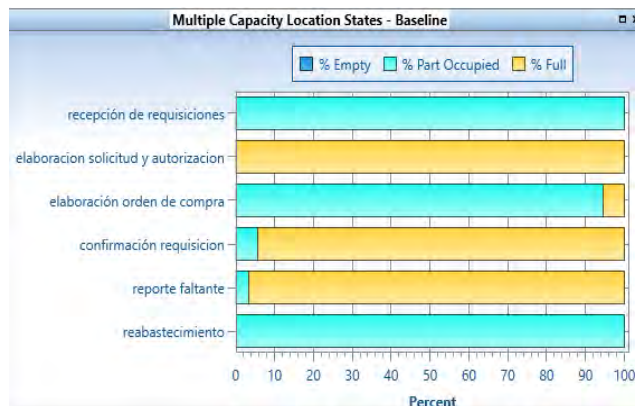 Multiple Capacity Location States - Baseline
% Empty % Part Occupied % Full
recepción de requisiciones
elaboracion solicitud y autorizacion
elaboración orden de compra
confirmación requisicion
reporte faltante
reabastecimiento
0 10 20 30 40 50 60 70 80 90 100
Percent